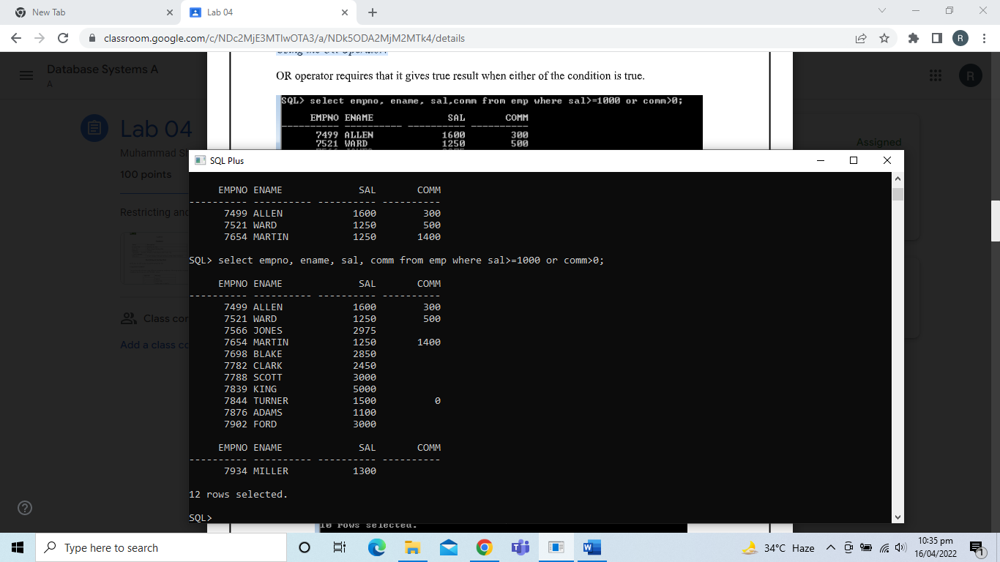 New Tab
Lab 04
classroom.google.com/c/NDc2MjE3MTIwOTA3/a/NDk5ODA2MjM2MTk4/details
R
Database Systems A
A
R
OR operator requires that it gives true result when either of the condition is true.
SQL> select empno, ename, sal,comm from emp where sal>=1000 or comm>0;
EMPNO ENAME SAL COMM
---------- ---------- ---------- ----------
7499 ALLEN 1600 300
7521 WARD 1250 500
Lab 04
Assigned
Muhammad
100 points
Restricting and
Class
Add a class
SQL Plus
EMPNO ENAME SAL COMM
---------- ---------- ---------- ----------
7499 ALLEN 1600 300
7521 WARD 1250 500
7654 MARTIN 1250 1400
SQL> select empno, ename, sal, comm from emp where sal>=1000 or comm>0;
EMPNO ENAME SAL COMM
---------- ---------- ---------- ----------
7499 ALLEN 1600 300
7521 WARD 1250 500
7566 JONES 2975
7654 MARTIN 1250 1400
7698 BLAKE 2850
7782 CLARK 2450
7788 SCOTT 3000
7839 KING 5000
7844 TURNER 1500 0
7876 ADAMS 1100
7902 FORD 3000
EMPNO ENAME SAL COMM
---------- ---------- ---------- ----------
7934 MILLER 1300
12 rows selected.
SQL>
rows selected.
Type here to search
34°C Haze
10:35 pm
16/04/2022
1